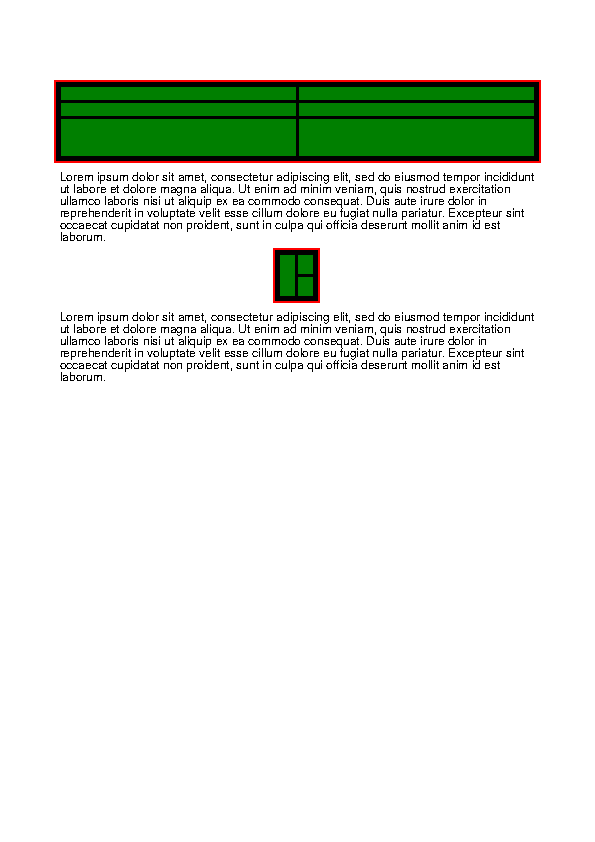 Lorem ipsum dolor sit amet, consectetur adipiscing elit, sed do eiusmod tempor incididunt
ut labore et dolore magna aliqua. Ut enim ad minim veniam, quis nostrud exercitation
ullamco laboris nisi ut aliquip ex ea commodo consequat. Duis aute irure dolor in
reprehenderit in voluptate velit esse cillum dolore eu fugiat nulla pariatur. Excepteur sint
occaecat cupidatat non proident, sunt in culpa qui officia deserunt mollit anim id est
laborum.
Lorem ipsum dolor sit amet, consectetur adipiscing elit, sed do eiusmod tempor incididunt
ut labore et dolore magna aliqua. Ut enim ad minim veniam, quis nostrud exercitation
ullamco laboris nisi ut aliquip ex ea commodo consequat. Duis aute irure dolor in
reprehenderit in voluptate velit esse cillum dolore eu fugiat nulla pariatur. Excepteur sint
occaecat cupidatat non proident, sunt in culpa qui officia deserunt mollit anim id est
laborum.